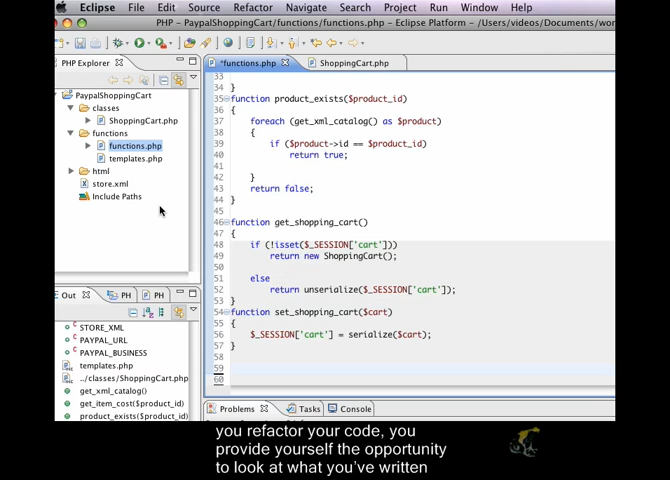 Eclipse File Edit Source Refactor Navigate Search Project Run Window Help
PHP - PaypalShoppingCart/functions/functions.php - Eclipse Platform - /Users/videos/Documents/wor
PHP Explorer
PaypalShoppingCart
classes
ShoppingCart.php
functions
functions.php
templates.php
html
store.xml
Include Paths
Out PH PH
STORE_XML
PAYPAL_URL
PAYPAL_BUSINESS
templates.php
../classes/ShoppingCart.php
get_xml_catalog()
get_item_cost($product_id)
product_exists($product_id)
*functions.php ShoppingCart.php
33
34 }
35 function product_exists($product_id)
36 {
37 foreach (get_xml_catalog() as $product)
38 {
39 if ($product->id == $product_id)
40 return true;
41
42 }
43 return false;
44 }
45
46 function get_shopping_cart()
47 {
48 if (!isset($_SESSION['cart']))
49 return new ShoppingCart();
50
51 else
52 return unserialize($_SESSION['cart']);
53 }
54 function set_shopping_cart($cart)
55 {
56 $_SESSION['cart'] = serialize($cart);
57 }
58
59
60
Problems Tasks Console
you refactor your code, you
provide yourself the opportunity
to look at what you've written